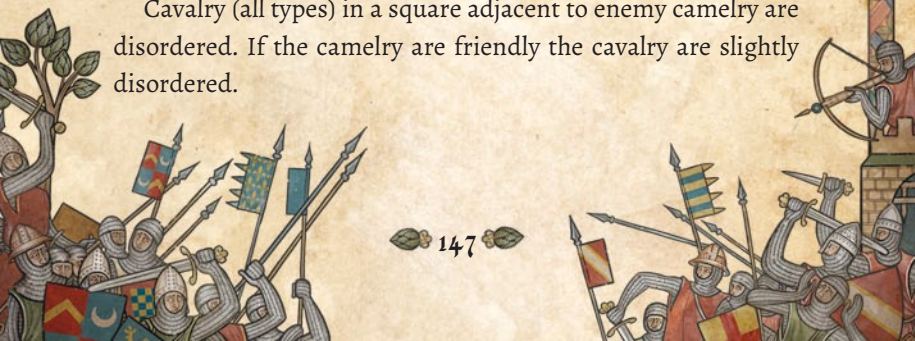 Cavalry (all types) in a square adjacent to enemy camelry are
disordered. If the camelry are friendly the cavalry are slightly
disordered.
147